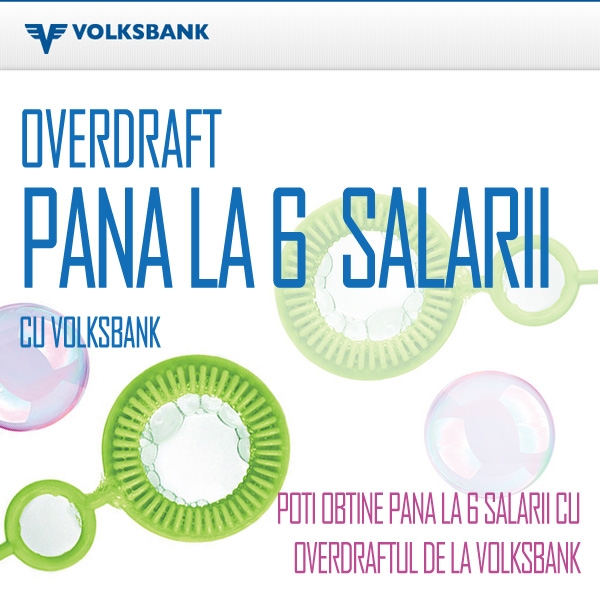 VOLKSBANK
OVERDRAFT
PANA LA 6 SALARII
CU VOLKSBANK
POTI OBTINE PANA LA 6 SALARII CU
OVERDRAFTUL DE LA VOLKSBANK